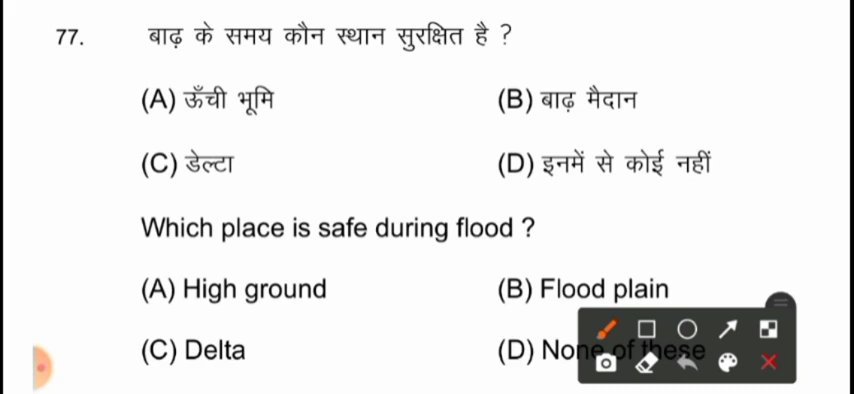 77. बाढ़ के समय कौन स्थान सुरक्षित है ?
(A) ऊँची भूमि (B) बाढ़ मैदान
(C) डेल्टा (D) इनमें से कोई नहीं
Which place is safe during flood ?
(A) High ground (B) Flood plain
(C) Delta (D) None of these